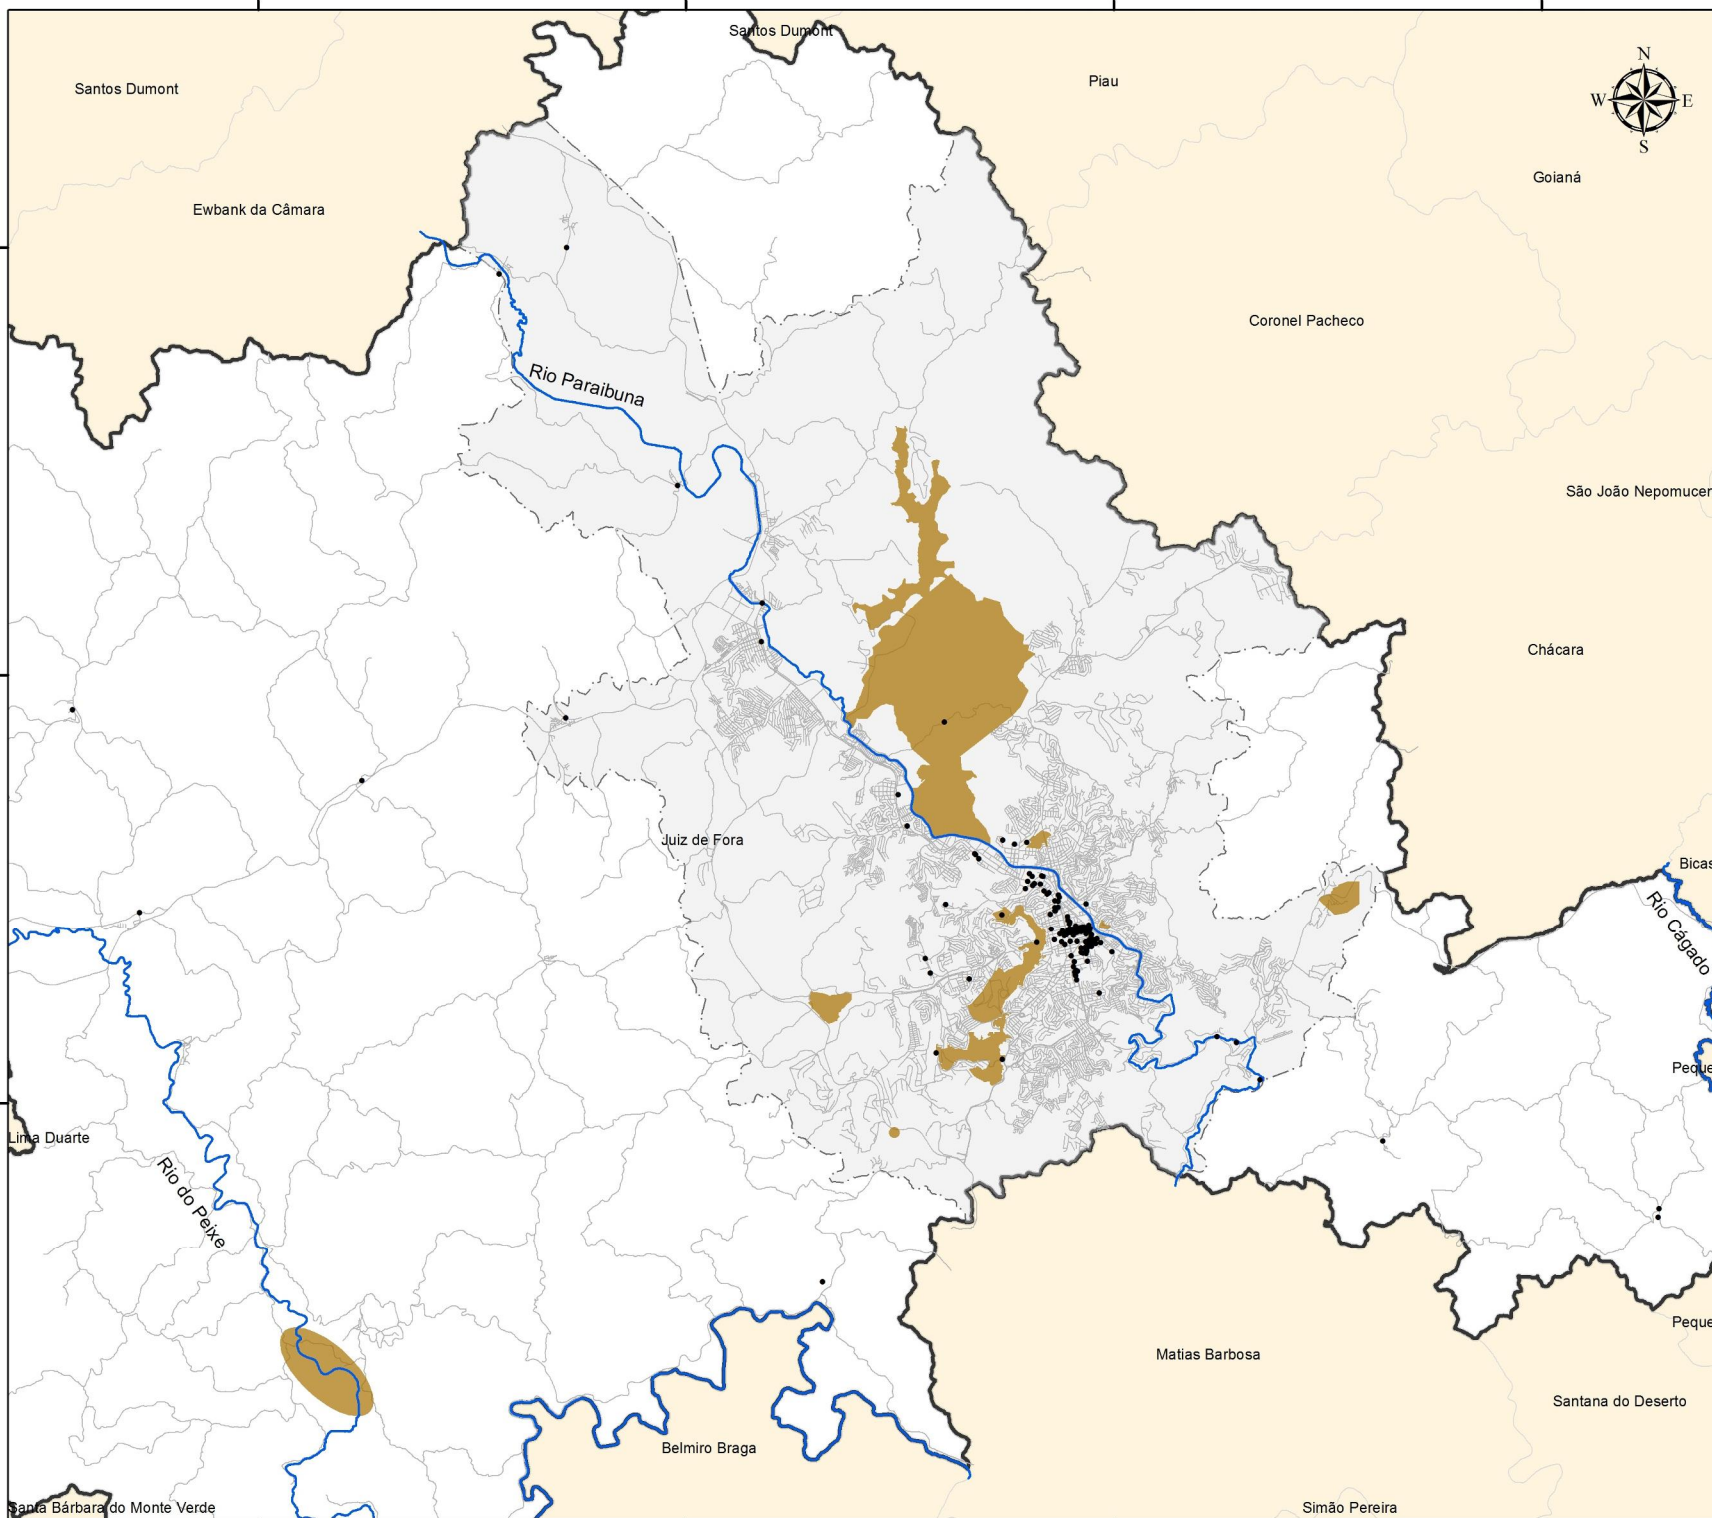 Santos Dumont
Santos Dumont
Piau
N
W
E
S
Goianá
Ewbank da Câmara
Coronel Pacheco
Rio Paraibuna
São João Nepomucen
Chácara
Juiz de Fora
Bicas
Rio Cágado
Peque
Lima Duarte
Rio do Peixe
Peque
Matias Barbosa
Santana do Deserto
Belmiro Braga
Santa Bárbara do Monte Verde
Simão Pereira